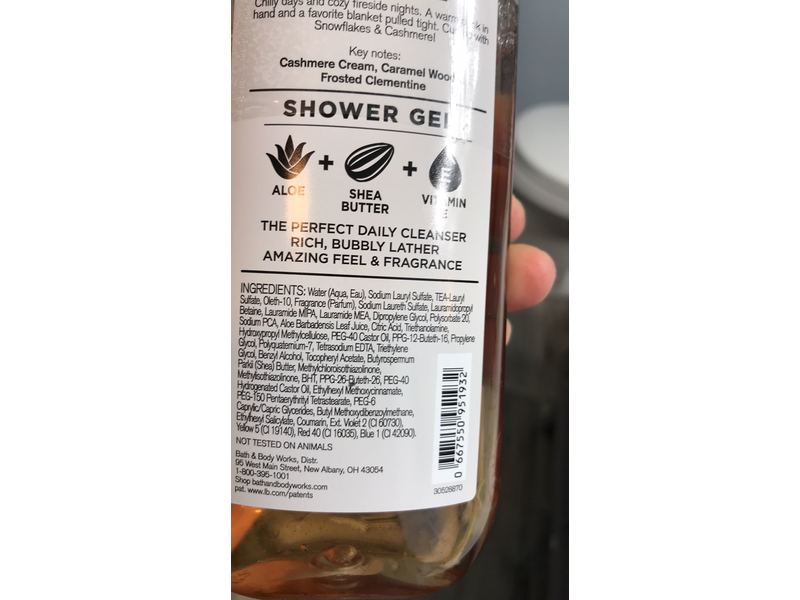 Chilly days and cozy fireside nights. A warm drink in
hand and a favorite blanket pulled tight. with
Snowflakes & Cashmere!
Key notes:
Cashmere Cream, Caramel
Frosted Clementine
SHOWER GEL
ALOE + SHEA BUTTER + VITAMIN E
THE PERFECT DAILY CLEANSER
RICH, BUBBLY LATHER
AMAZING FEEL & FRAGRANCE
INGREDIENTS: Water (Aqua, Eau), Sodium Lauryl Sulfate, TEA-Lauryl
Sulfate, Oleth-10, Fragrance (Parfum), Sodium Laureth Sulfate, Lauramidopropyl
Betaine, Lauramide MIPA, Lauramide MEA, Dipropylene Glycol, Polysorbate 20,
Sodium PCA, Aloe Barbadensis Leaf Juice, Citric Acid, Triethanolamine,
Hydroxypropyl Methylcellulose, PEG-40 Castor Oil, PPG-12-Buteth-16, Propylene
Glycol, Polyquaternium-7, Tetrasodium EDTA, Triethylene
Glycol, Benzyl Alcohol, Tocopheryl Acetate, Butyrospermum
Parkii (Shea) Butter, Methylchloroisothiazolinone,
Methylisothiazolinone, BHT, PPG-26-Buteth-26, PEG-40
Hydrogenated Castor Oil, Ethylhexyl Methoxycinnamate,
PEG-150 Pentaerythrityl Tetrastearate, PEG-6
Caprylic/Capric Glycerides, Butyl Methoxydibenzoylmethane,
Ethylhexyl Salicylate, Coumarin, Ext. Violet 2 (CI 60730),
Yellow 5 (CI 19140), Red 40 (CI 16035), Blue 1 (CI 42090).
NOT TESTED ON ANIMALS
Bath & Body Works, Distr.
95 West Main Street, New Albany, OH 43054
1-800-395-1001
Shop bathandbodyworks.com
pat. www.lb.com/patents
0 667550 951932
30528870